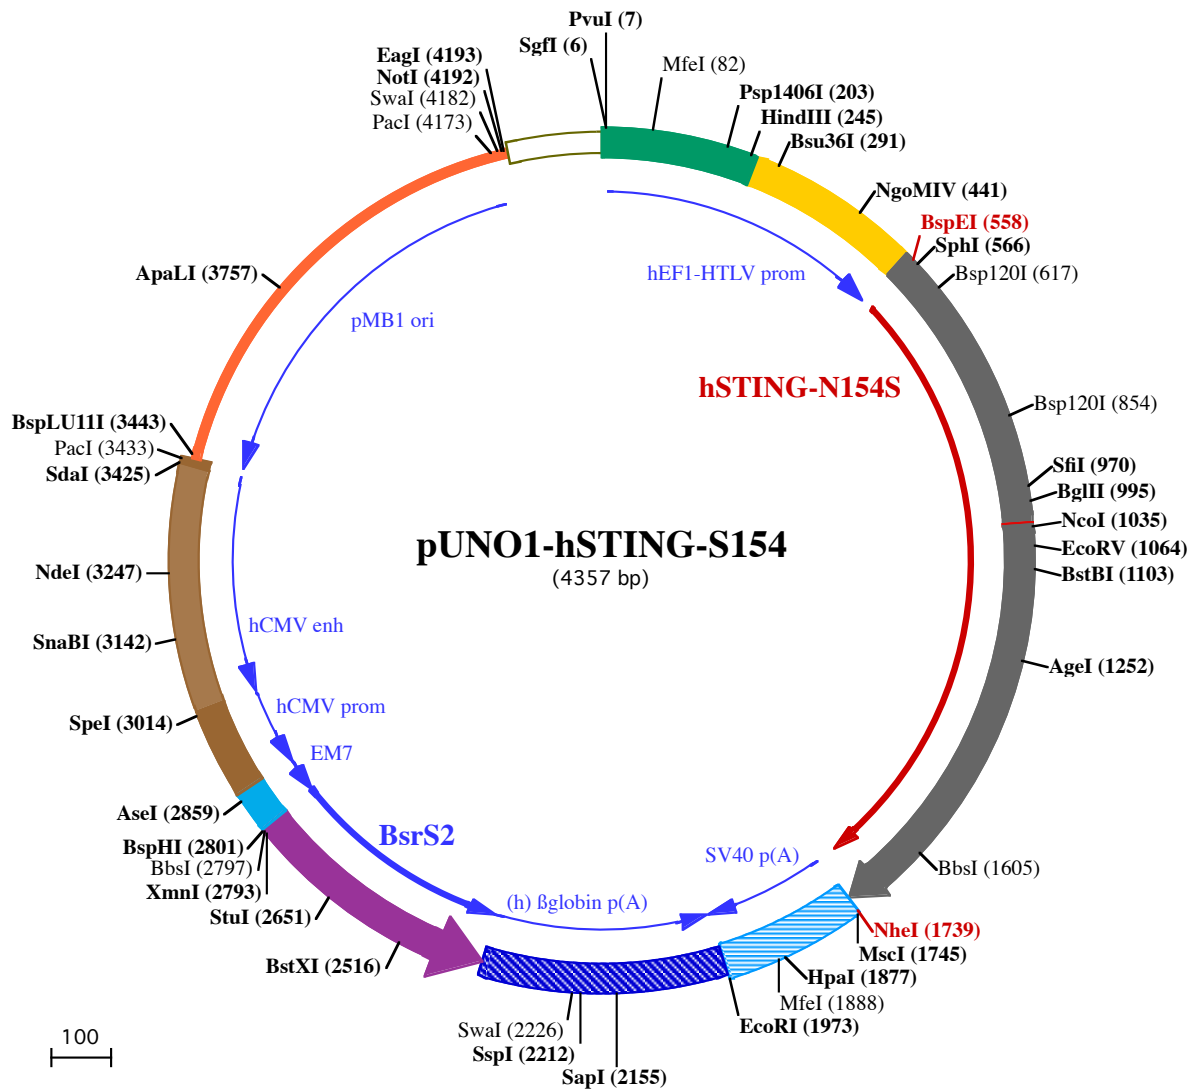 PvuI (7)
SgfI (6)
MfeI (82)
Psp1406I (203)
HindIII (245)
Bsu36I (291)
NgoMIV (441)
BspEI (558)
SphI (566)
Bsp120I (617)
Bsp120I (854)
SfiI (970)
BglII (995)
NcoI (1035)
EcoRV (1064)
BstBI (1103)
AgeI (1252)
BbsI (1605)
NheI (1739)
MscI (1745)
HpaI (1877)
MfeI (1888)
EcoRI (1973)
SapI (2155)
SspI (2212)
SwaI (2226)
BstXI (2516)
StuI (2651)
XmnI (2793)
BbsI (2797)
BspHI (2801)
AseI (2859)
SpeI (3014)
SnaBI (3142)
NdeI (3247)
SdaI (3425)
PacI (3433)
BspLU11I (3443)
ApaLI (3757)
PacI (4173)
SwaI (4182)
NotI (4192)
EagI (4193)
hEF1-HTLV prom
hSTING-N154S
SV40 p(A)
(h) ßglobin p(A)
BsrS2
EM7
hCMV prom
hCMV enh
pMB1 ori
pUNO1-hSTING-S154
(4357 bp)
100